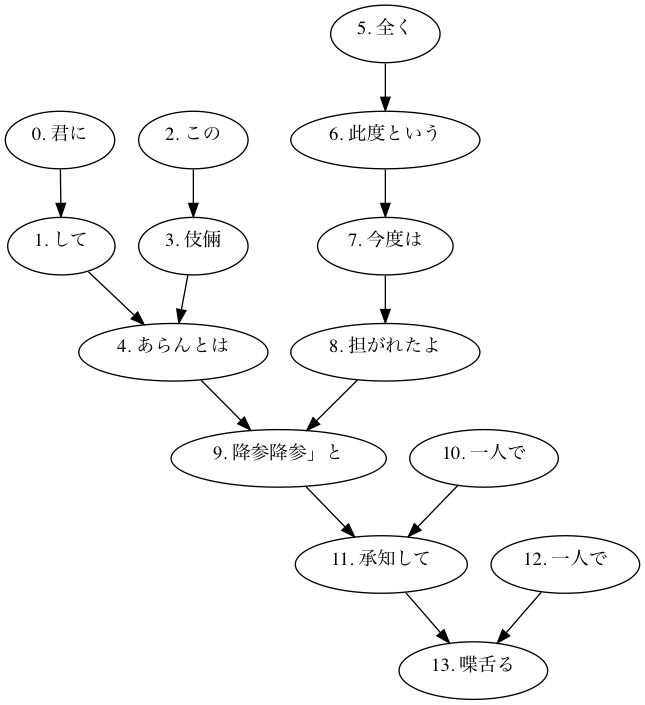 5. 全く
0. 君に
2. この
6. 此度という
1. して
3. 伎倆
7. 今度は
4. あらんとは
8. 担がれたよ
9. 降参降参」と
10. 一人で
11. 承知して
12. 一人で
13. 喋舌る